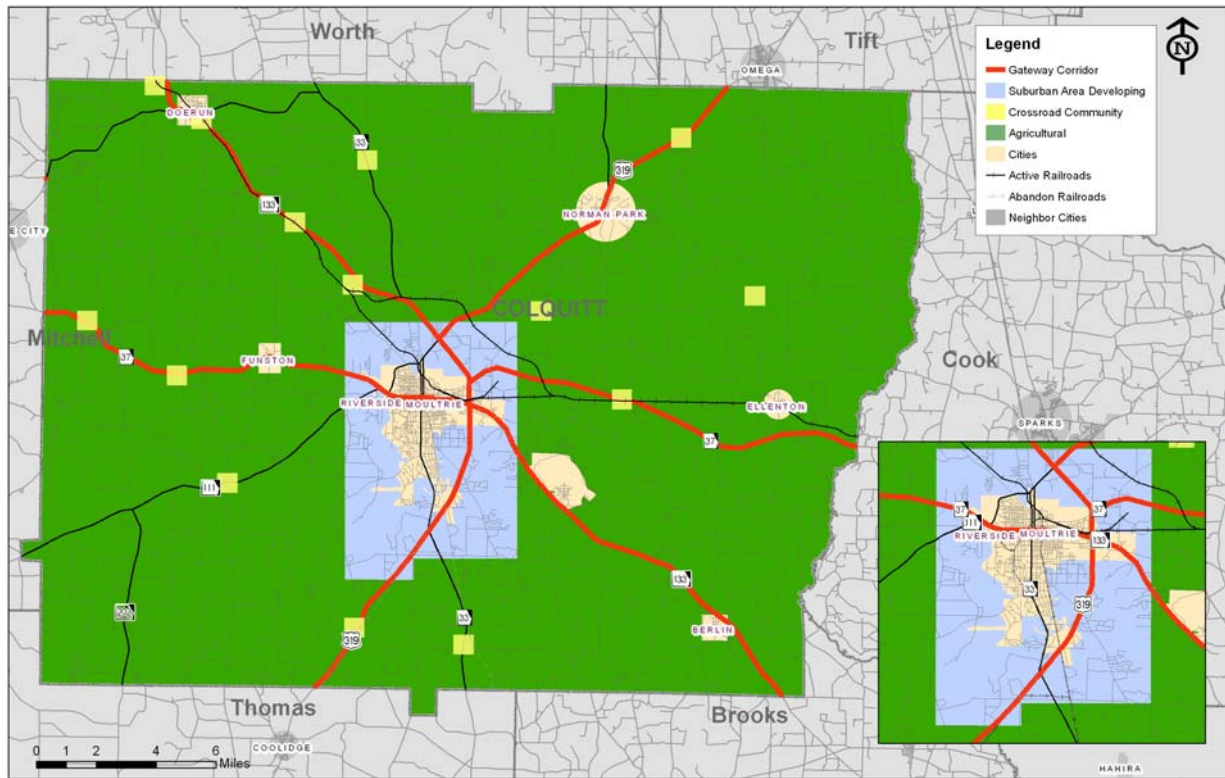 Worth
Tift
OMEGA
N
Legend
Gateway Corridor
Suburban Area Developing
Crossroad Community
Agricultural
Cities
Active Railroads
Abandon Railroads
Neighbor Cities
DOERUN
33
319
133
NORMAN PARK
E CITY
COLQUITT
Mitchell
37
FUNSTON
Cook
RIVERSIDE MOULTRIE
ELLENTON
SPARKS
37
111
133
33
319
BERLIN
37
111
37
RIVERSIDE MOULTRIE
133
33
319
Thomas
Brooks
COOLIDGE
0 1 2 4 6
Miles
HAHIRA